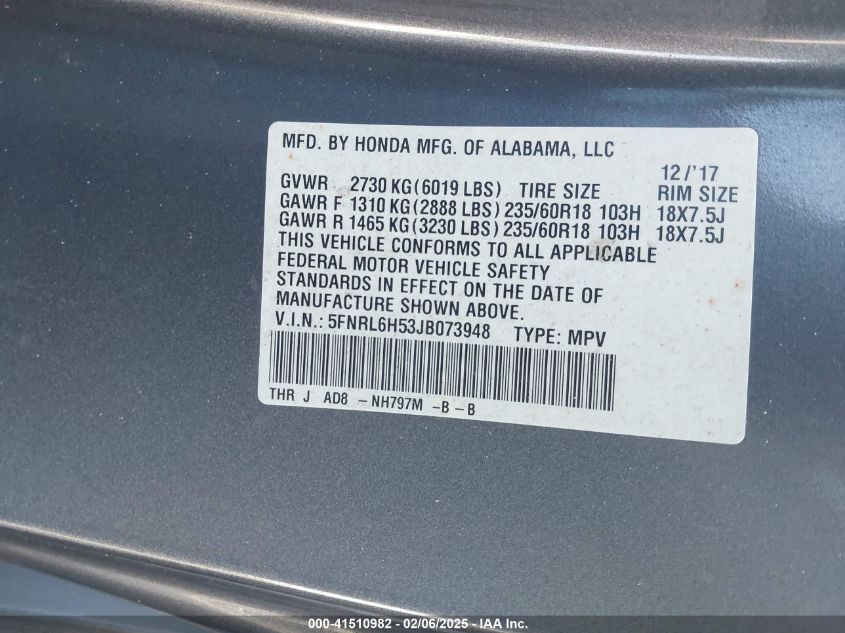 MFD. BY HONDA MFG. OF ALABAMA, LLC
12/'17
GVWR 2730 KG(6019 LBS) TIRE SIZE RIM SIZE
GAWR F 1310 KG(2888 LBS) 235/60R18 103H 18X7.5J
GAWR R 1465 KG(3230 LBS) 235/60R18 103H 18X7.5J
THIS VEHICLE CONFORMS TO ALL APPLICABLE
FEDERAL MOTOR VEHICLE SAFETY
STANDARDS IN EFFECT ON THE DATE OF
MANUFACTURE SHOWN ABOVE.
V.I.N.: 5FNRL6H53JB073948 TYPE: MPV
THR J AD8 - NH797M -B-B
000-41510982 - 02/06/2025 - IAA Inc.